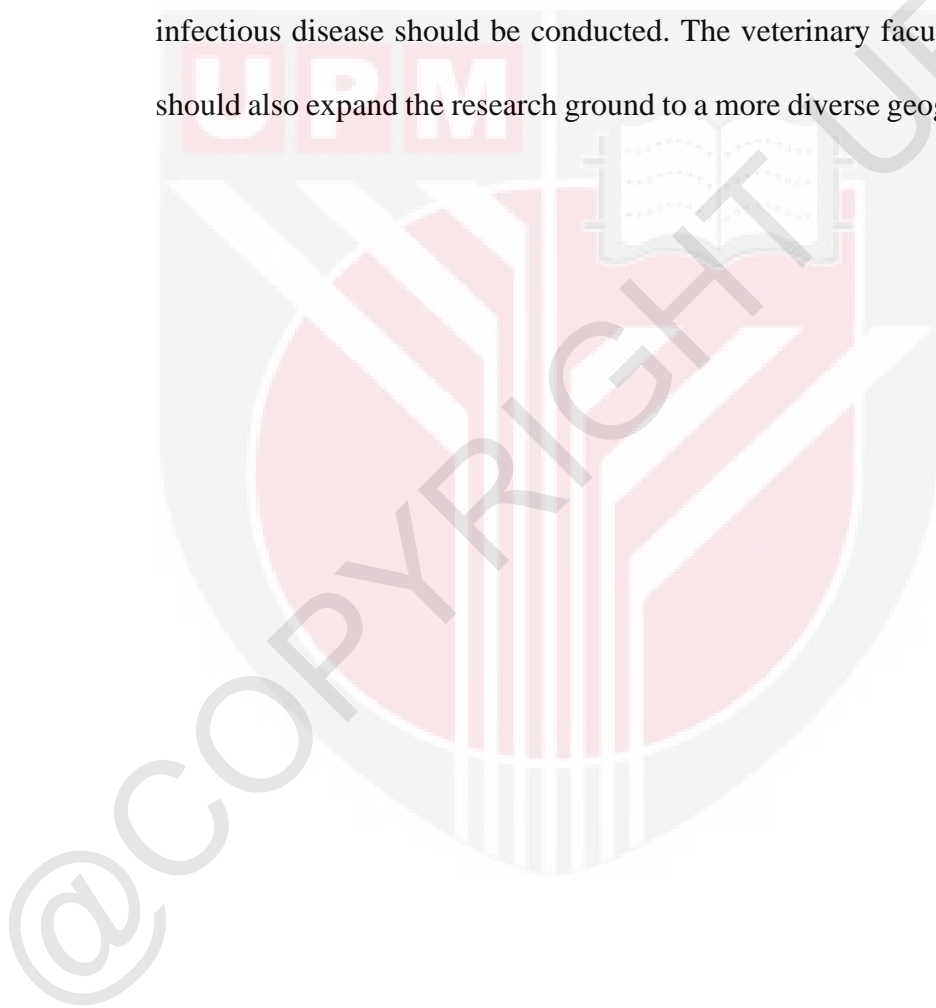 infectious disease should be conducted. The veterinary facu
should also expand the research ground to a more diverse geog
UPM
@COPYRIGHT U